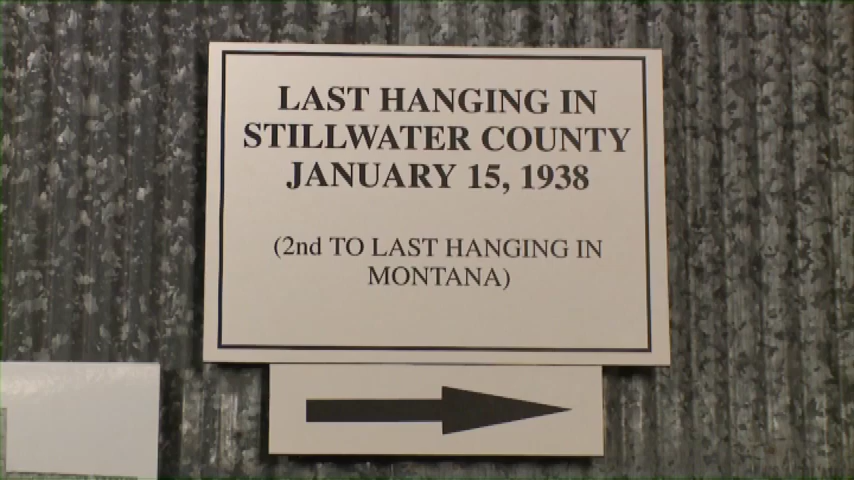 LAST HANGING IN
STILLWATER COUNTY
JANUARY 15, 1938
(2nd TO LAST HANGING IN
MONTANA)